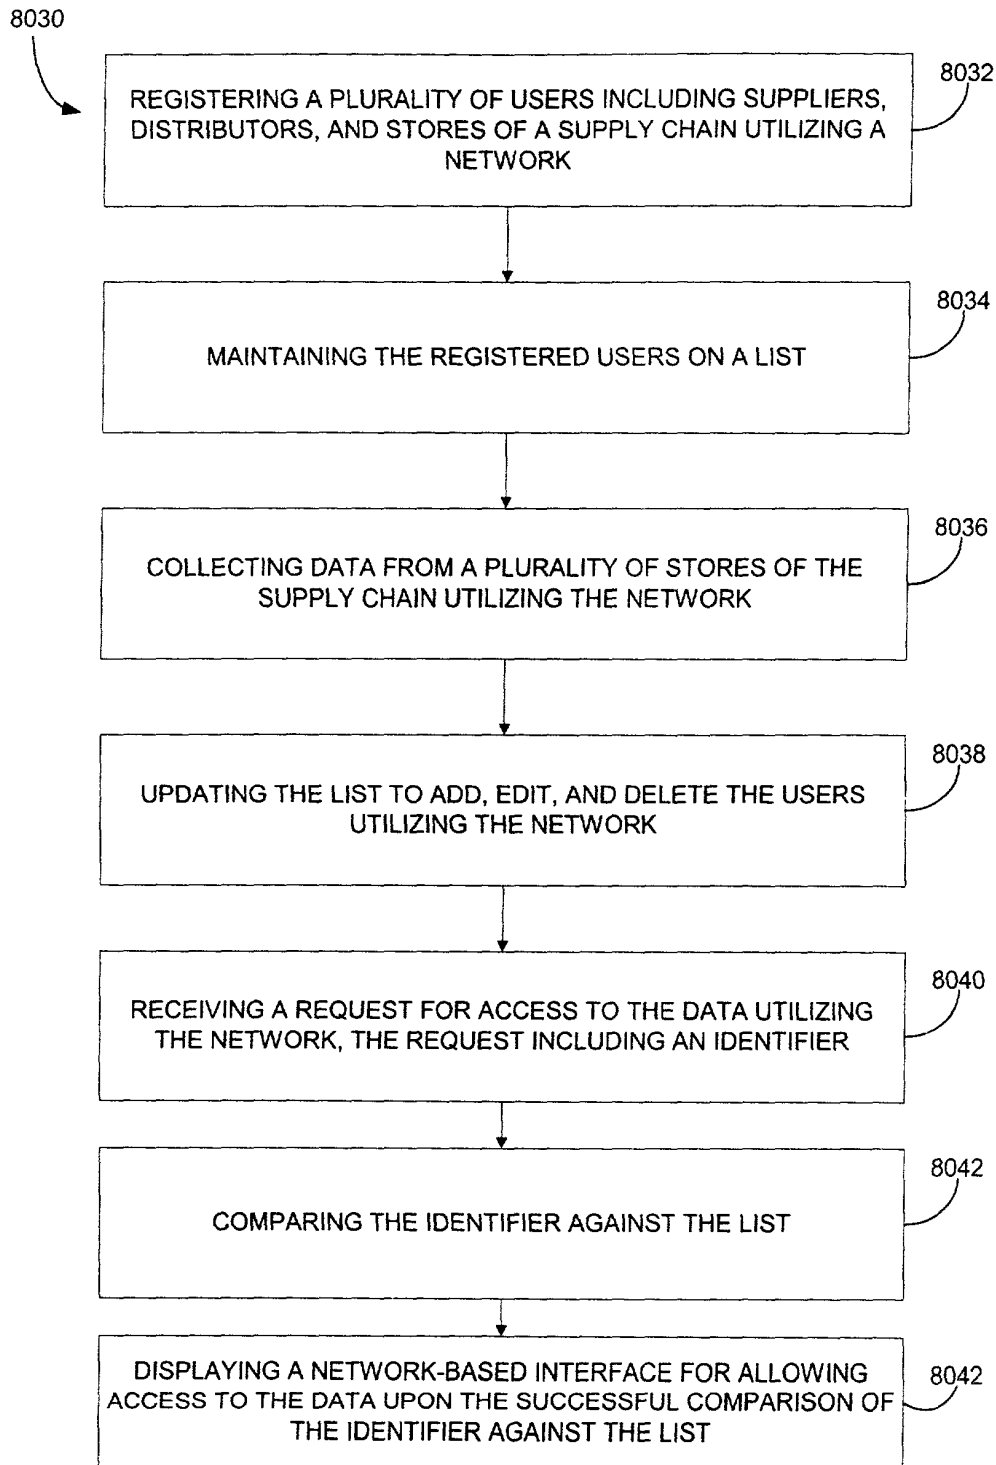 8030
8032
REGISTERING A PLURALITY OF USERS INCLUDING SUPPLIERS,
DISTRIBUTORS, AND STORES OF A SUPPLY CHAIN UTILIZING A
NETWORK
8034
MAINTAINING THE REGISTERED USERS ON A LIST
8036
COLLECTING DATA FROM A PLURALITY OF STORES OF THE
SUPPLY CHAIN UTILIZING THE NETWORK
8038
UPDATING THE LIST TO ADD, EDIT, AND DELETE THE USERS
UTILIZING THE NETWORK
8040
RECEIVING A REQUEST FOR ACCESS TO THE DATA UTILIZING
THE NETWORK, THE REQUEST INCLUDING AN IDENTIFIER
8042
COMPARING THE IDENTIFIER AGAINST THE LIST
8042
DISPLAYING A NETWORK-BASED INTERFACE FOR ALLOWING
ACCESS TO THE DATA UPON THE SUCCESSFUL COMPARISON OF
THE IDENTIFIER AGAINST THE LIST